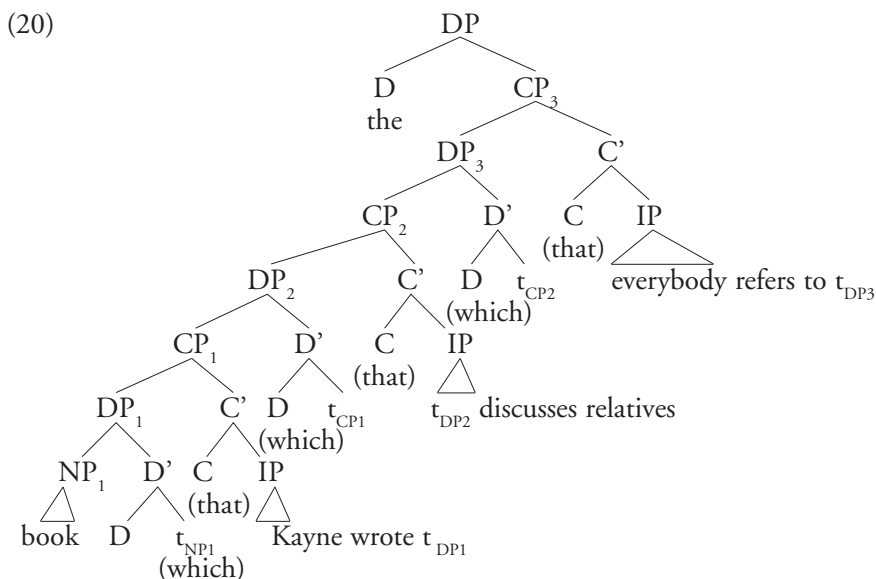 (20) DP
D CP3
the
DP3 C’
CP2 D’ C IP
(that)
DP2 C’ D tCP2 everybody refers to tDP3
(which)
CP1 D’ C IP
(that)
DP1 C’ D tCP1 tDP2 discusses relatives
(which)
NP1 D’ C IP
(that)
book D tNP1 Kayne wrote t DP1
(which)